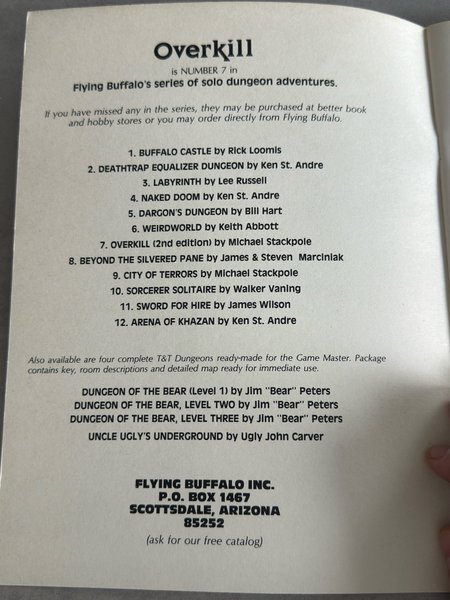 Overkill
is NUMBER 7 in
Flying Buffalo's series of solo dungeon adventures.
If you have missed any in the series, they may be purchased at better book
and hobby stores or you may order directly from Flying Buffalo.
1. BUFFALO CASTLE by Rick Loomis
2. DEATHTRAP EQUALIZER DUNGEON by Ken St. Andre
3. LABYRINTH by Lee Russell
4. NAKED DOOM by Ken St. Andre
5. DARGON'S DUNGEON by Bill Hart
6. WEIRDWORLD by Keith Abbott
7. OVERKILL (2nd edition) by Michael Stackpole
8. BEYOND THE SILVERED PANE by James & Steven Marciniak
9. CITY OF TERRORS by Michael Stackpole
10. SORCERER SOLITAIRE by Walker Vaning
11. SWORD FOR HIRE by James Wilson
12. ARENA OF KHAZAN by Ken St. Andre
Also available are four complete T&T Dungeons ready-made for the Game Master. Package
contains key, room descriptions and detailed map ready for immediate use.
DUNGEON OF THE BEAR (Level 1) by Jim "Bear" Peters
DUNGEON OF THE BEAR, LEVEL TWO by Jim "Bear" Peters
DUNGEON OF THE BEAR, LEVEL THREE by Jim "Bear" Peters
UNCLE UGLY'S UNDERGROUND by Ugly John Carver
FLYING BUFFALO INC.
P.O. BOX 1467
SCOTTSDALE, ARIZONA
85252
(ask for our free catalog)